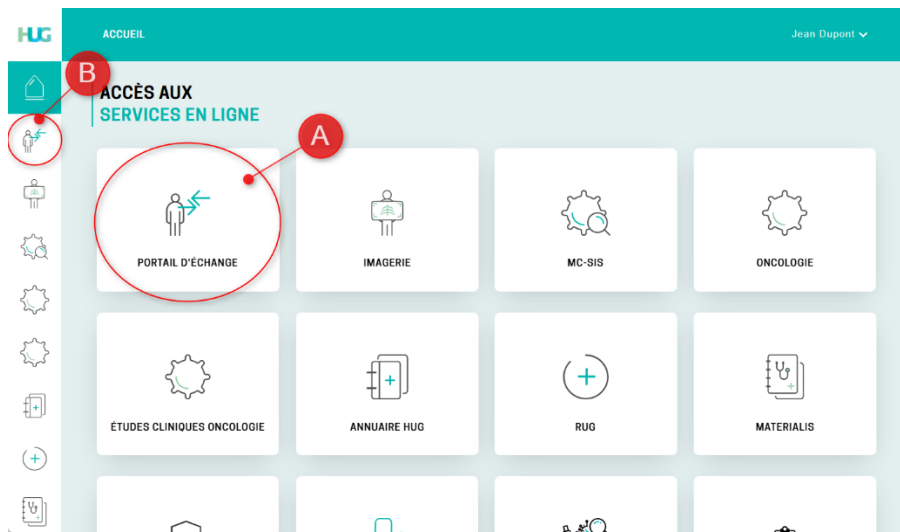 HUG
ACCUEIL
Jean Dupont
B
ACCÈS AUX
SERVICES EN LIGNE
A
PORTAIL D'ÉCHANGE
IMAGERIE
MC-SIS
ONCOLOGIE
ÉTUDES CLINIQUES ONCOLOGIE
ANNUAIRE HUG
RUG
MATERIALIS